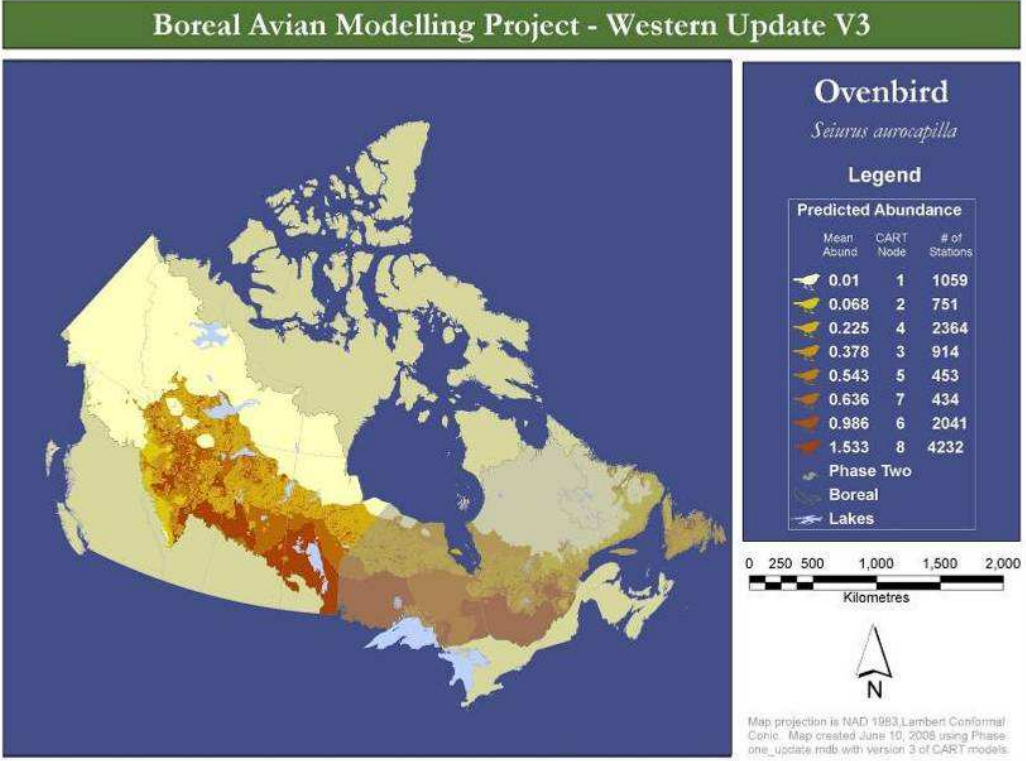 Boreal Avian Modelling Project - Western Update V3
Ovenbird
Seiurus aurocapilla
Legend
Predicted Abundance
Mean Abund CART Node # of Stations
0.01 1 1059
0.068 2 751
0.225 4 2364
0.378 3 914
0.543 5 453
0.636 7 434
0.986 6 2041
1.533 8 4232
Phase Two
Boreal
Lakes
0 250 500 1,000 1,500 2,000
Kilometres
N
Map projection is NAD 1983,Lambert Conformal
Conic. Map created June 10, 2008 using Phase
one_update.mdb with version 3 of CART models.